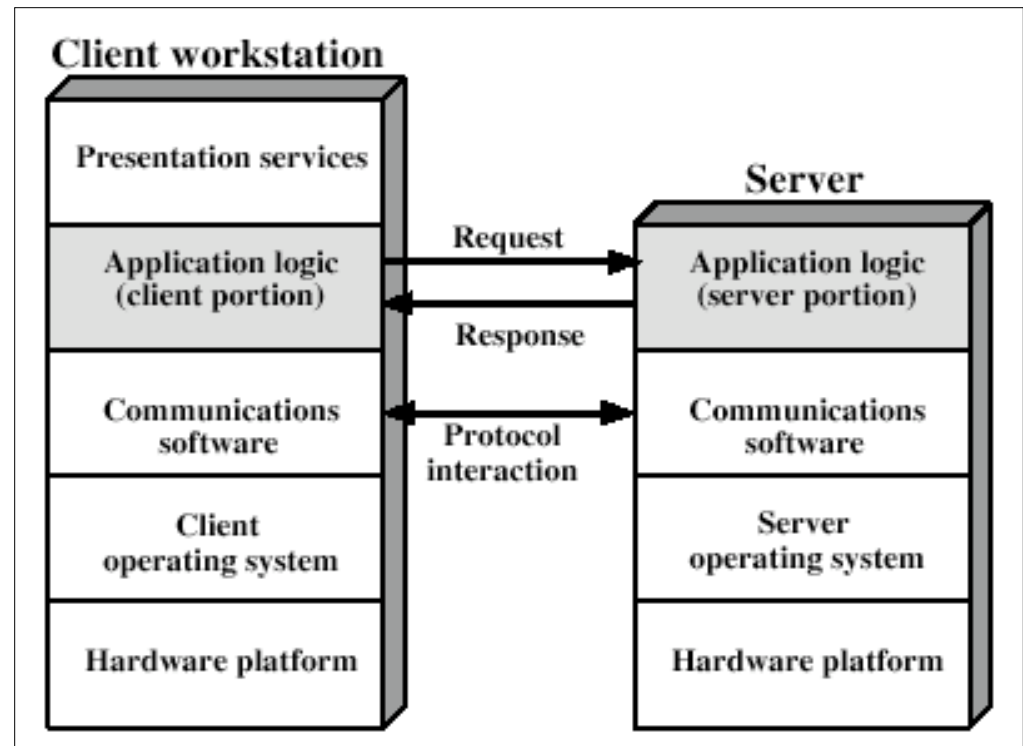 Client workstation
Presentation services
Application logic
(client portion)
Communications
software
Client
operating system
Hardware platform
Request
Response
Protocol
interaction
Server
Application logic
(server portion)
Communications
software
Server
operating system
Hardware platform